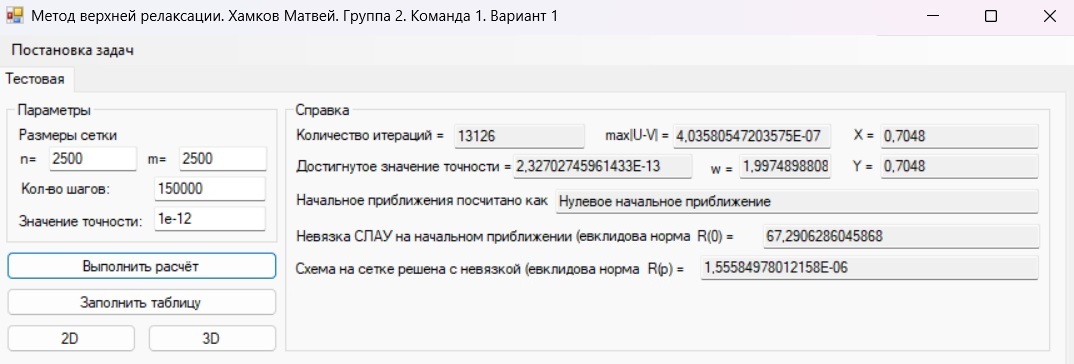 Метод верхней релаксации. Хамков Матвей. Группа 2. Команда 1. Вариант 1
Постановка задач
Тестовая
Параметры
Размеры сетки
n= 2500 m= 2500
Кол-во шагов: 150000
Значение точности: 1e-12
Выполнить расчёт
Заполнить таблицу
2D 3D
Справка
Количество итераций = 13126 max|U-V| = 4,03580547203575E-07 X = 0,7048
Достигнутое значение точности = 2,32702745961433E-13 w = 1,9974898808 Y = 0,7048
Начальное приближения посчитано как Нулевое начальное приближение
Невязка СЛАУ на начальном приближении (евклидова норма R(0) = 67,2906286045868
Схема на сетке решена с невязкой (евклидова норма R(p) = 1,55584978012158E-06